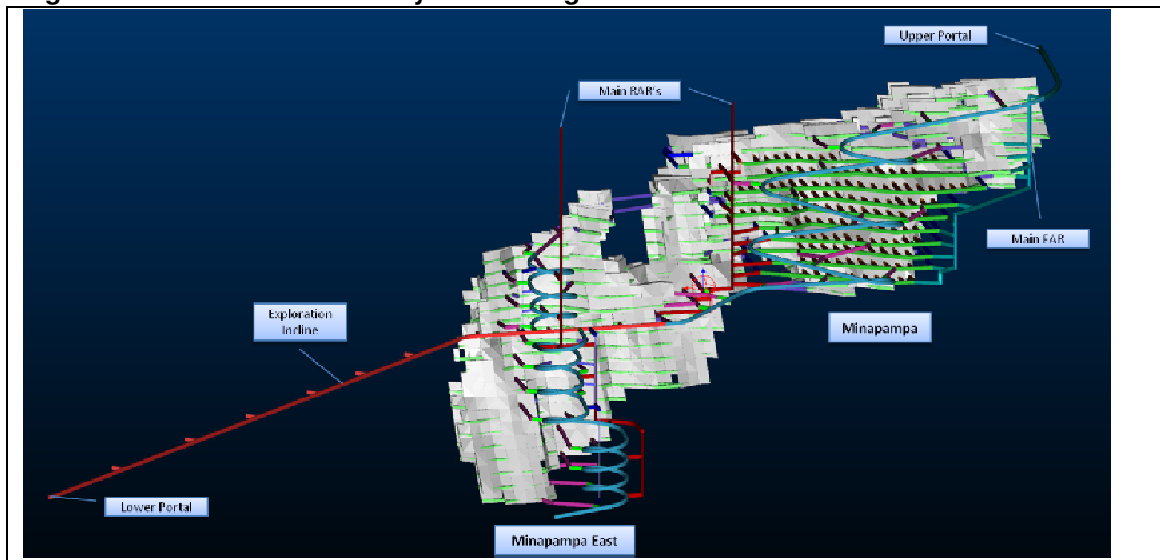 Upper Portal
Main RAR's
Main FAR
Exploration
Incline
Minapampa
Lower Portal
Minapampa East